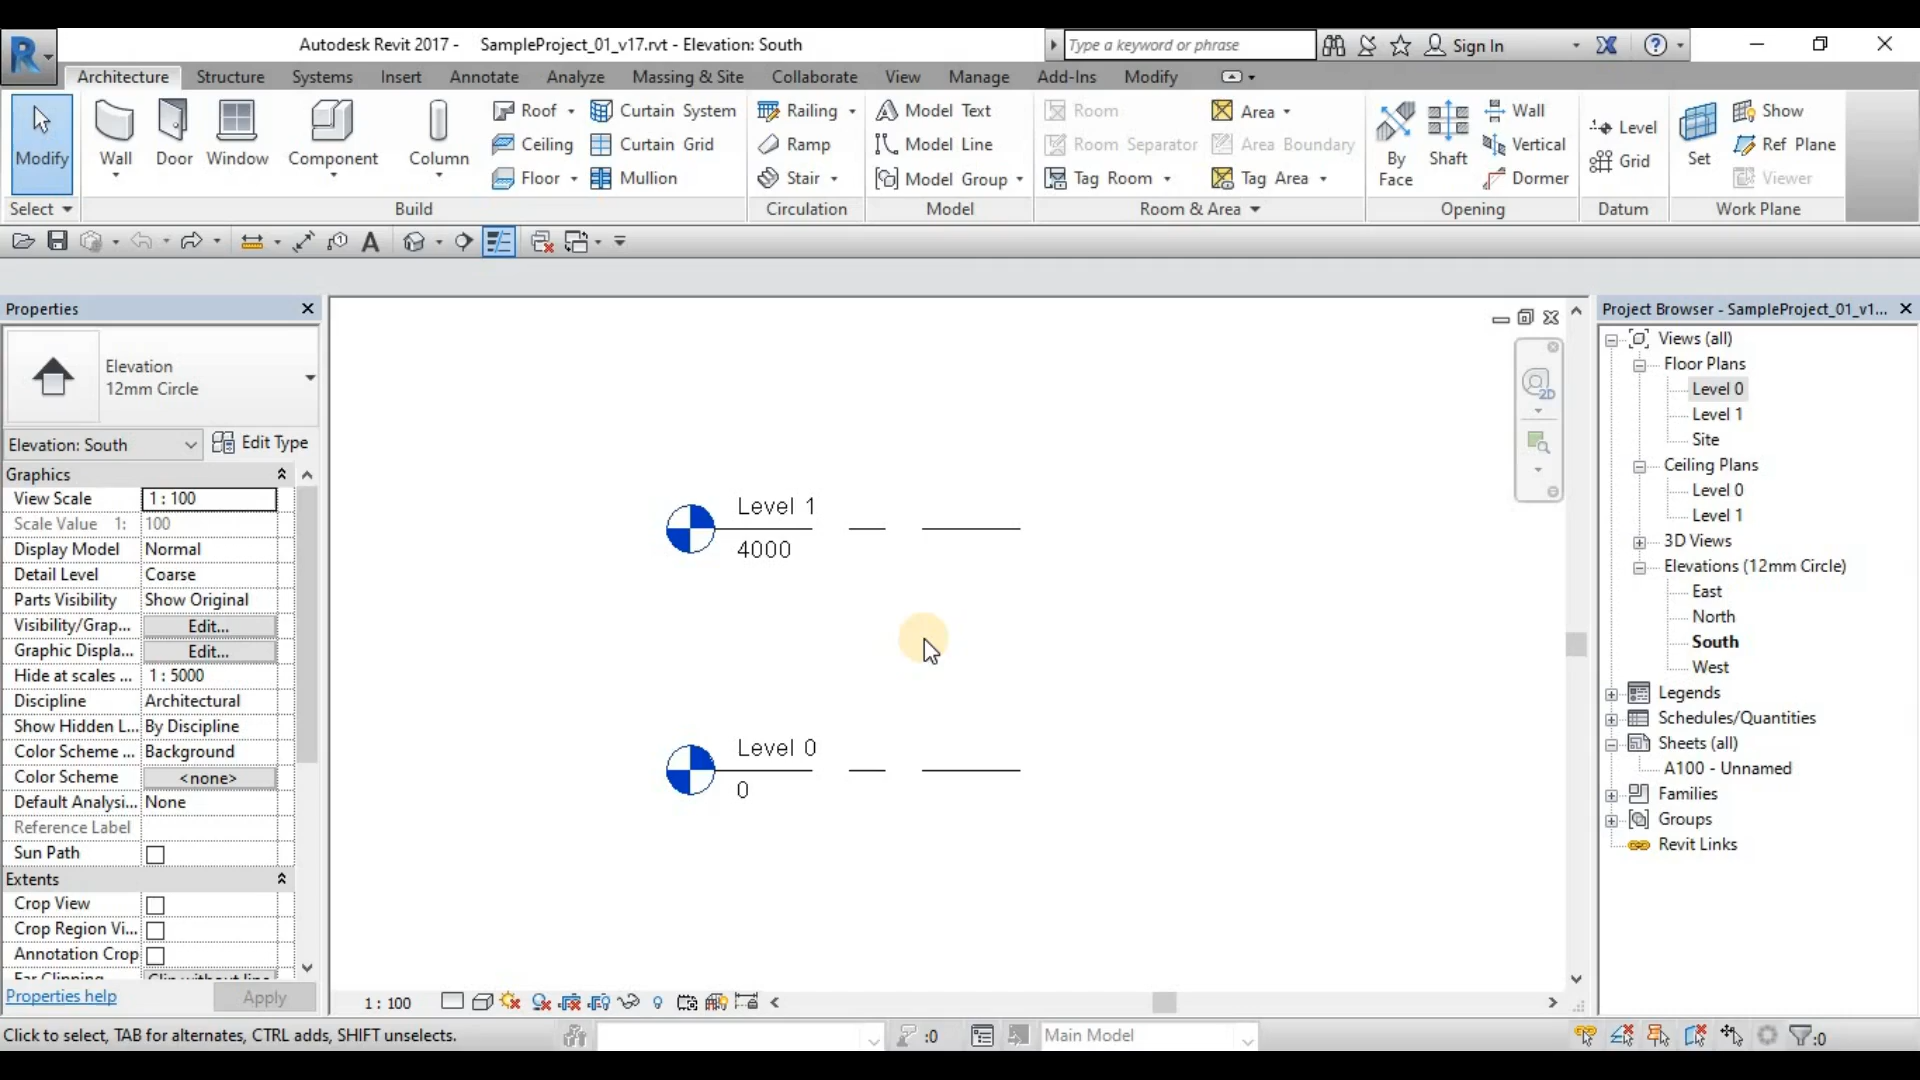 Autodesk Revit 2017 - SampleProject_01_v17.rvt - Elevation: South
Type a keyword or phrase
Sign In
Architecture Structure Systems Insert Annotate Analyze Massing & Site Collaborate View Manage Add-Ins Modify
Modify
Select
Wall
Door
Window
Component
Column
Roof
Ceiling
Floor
Curtain System
Curtain Grid
Mullion
Build
Railing
Ramp
Stair
Circulation
Model Text
Model Line
Model Group
Model
Room
Room Separator
Tag Room
Area
Area Boundary
Tag Area
Room & Area
By
Face
Shaft
Wall
Vertical
Dormer
Opening
Level
Grid
Datum
Set
Show
Ref Plane
Viewer
Work Plane
Properties
Elevation
12mm Circle
Elevation: South
Edit Type
Graphics
View Scale 1 : 100
Scale Value 1: 100
Display Model Normal
Detail Level Coarse
Parts Visibility Show Original
Visibility/Grap... Edit...
Graphic Displa... Edit...
Hide at scales ... 1 : 5000
Discipline Architectural
Show Hidden L... By Discipline
Color Scheme ... Background
Color Scheme <none>
Default Analysi... None
Reference Label
Sun Path
Extents
Crop View
Crop Region Vi...
Annotation Crop
Far Clipping Clip without line
Properties help
Apply
2D
Level 1
4000
Level 0
0
1 : 100
Project Browser - SampleProject_01_v1...
Views (all)
Floor Plans
Level 0
Level 1
Site
Ceiling Plans
Level 0
Level 1
3D Views
Elevations (12mm Circle)
East
North
South
West
Legends
Schedules/Quantities
Sheets (all)
A100 - Unnamed
Families
Groups
Revit Links
Click to select, TAB for alternates, CTRL adds, SHIFT unselects.
:0
Main Model
:0